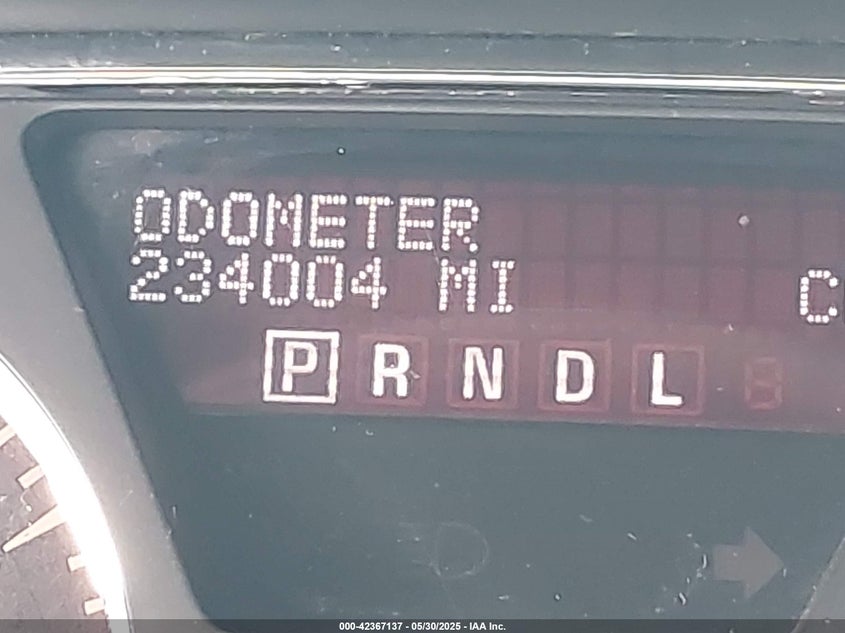 ODOMETER
234004 MI C
P R N D L
000-42367137 - 05/30/2025 - IAA Inc.